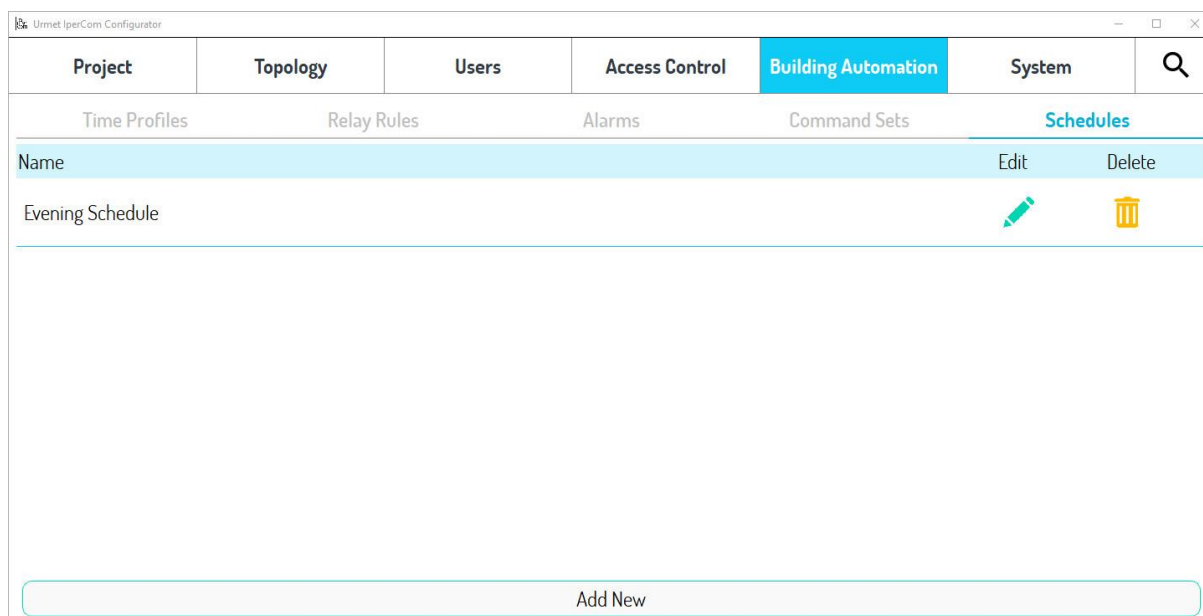 Urmet IperCom Configurator
Project Topology Users Access Control Building Automation System
Time Profiles Relay Rules Alarms Command Sets Schedules
Name Edit Delete
Evening Schedule
Add New